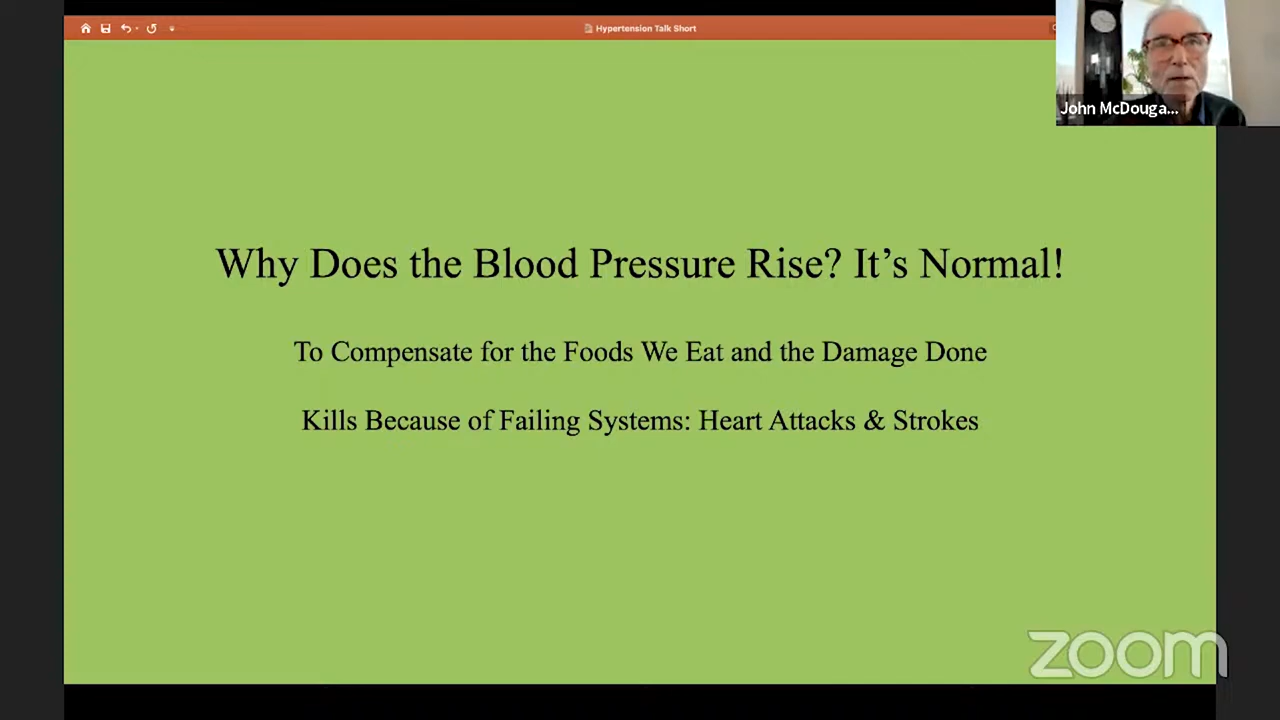 Hypertension Talk Short
John McDouga...
Why Does the Blood Pressure Rise? It’s Normal!
To Compensate for the Foods We Eat and the Damage Done
Kills Because of Failing Systems: Heart Attacks & Strokes
zoom